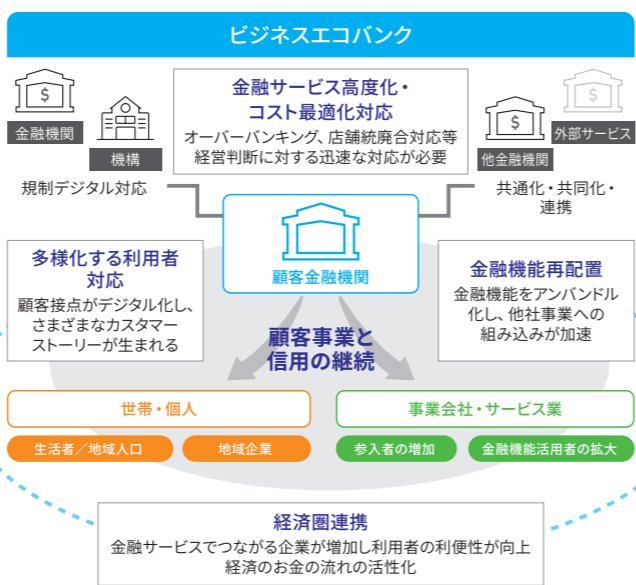 ビジネスエコバンク
金融サービス高度化・
コスト最適化対応
オーバーバンキング、店舗統廃合対応等
経営判断に対する迅速な対応が必要
$
金融機関
機構
規制デジタル対応
$
$
外部サービス
他金融機関
共通化・共同化・
連携
顧客金融機関
多様化する利用者
対応
顧客接点がデジタル化し、
さまざまなカスタマー
ストーリーが生まれる
金融機能再配置
金融機能をアンバンドル
化し、他社事業への
組み込みが加速
顧客事業と
信用の継続
世帯・個人
生活者／地域人口
地域企業
事業会社・サービス業
参入者の増加
金融機能活用者の拡大
経済圏連携
金融サービスでつながる企業が増加し利用者の利便性が向上
経済のお金の流れの活性化